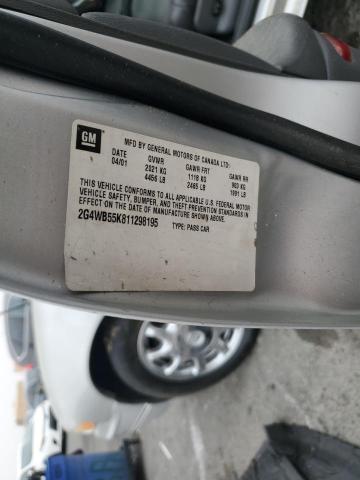 GM
MFD BY GENERAL MOTORS OF CANADA LTD.
DATE GVWR GAWR FRT GAWR RR
04/01 2021 KG 1118 KG 903 KG
4456 LB 2465 LB 1991 LB
THIS VEHICLE CONFORMS TO ALL APPLICABLE U.S. FEDERAL MOTOR
VEHICLE SAFETY, BUMPER, AND THEFT PREVENTION STANDARDS IN
EFFECT ON THE DATE OF MANUFACTURE SHOWN ABOVE.
2G4WB55K811298195 TYPE: PASS CAR